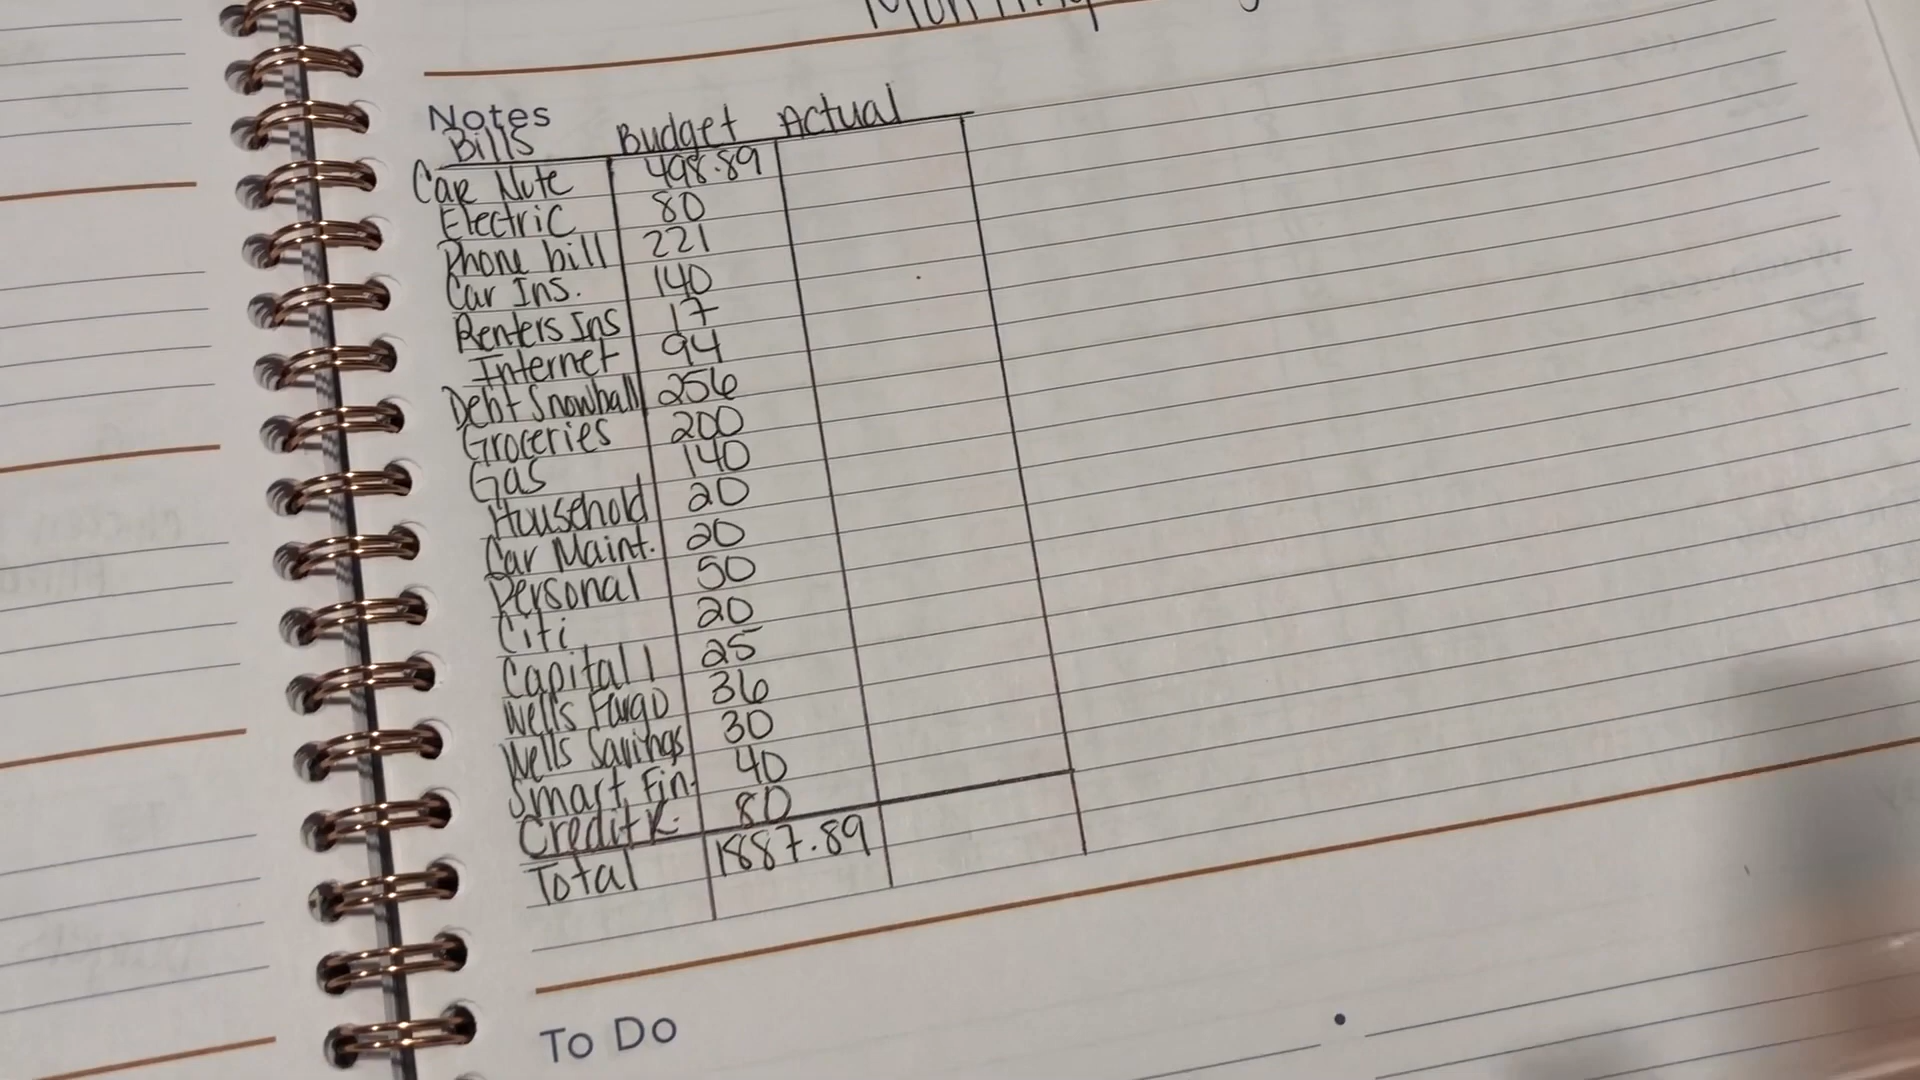 Notes
Bills Budget Actual
Car Note 498.89
Electric 80
Phone bill 221
Car Ins. 140
Renters Ins 17
Internet 94
Debt Snowball 256
Groceries 200
Gas 140
Household 20
Car Maint. 20
Personal 50
Citi 20
Capital 1 25
Wells Fargo 36
Wells Savings 30
Smart Fin. 40
Credit K. 80
Total 1887.89
To Do